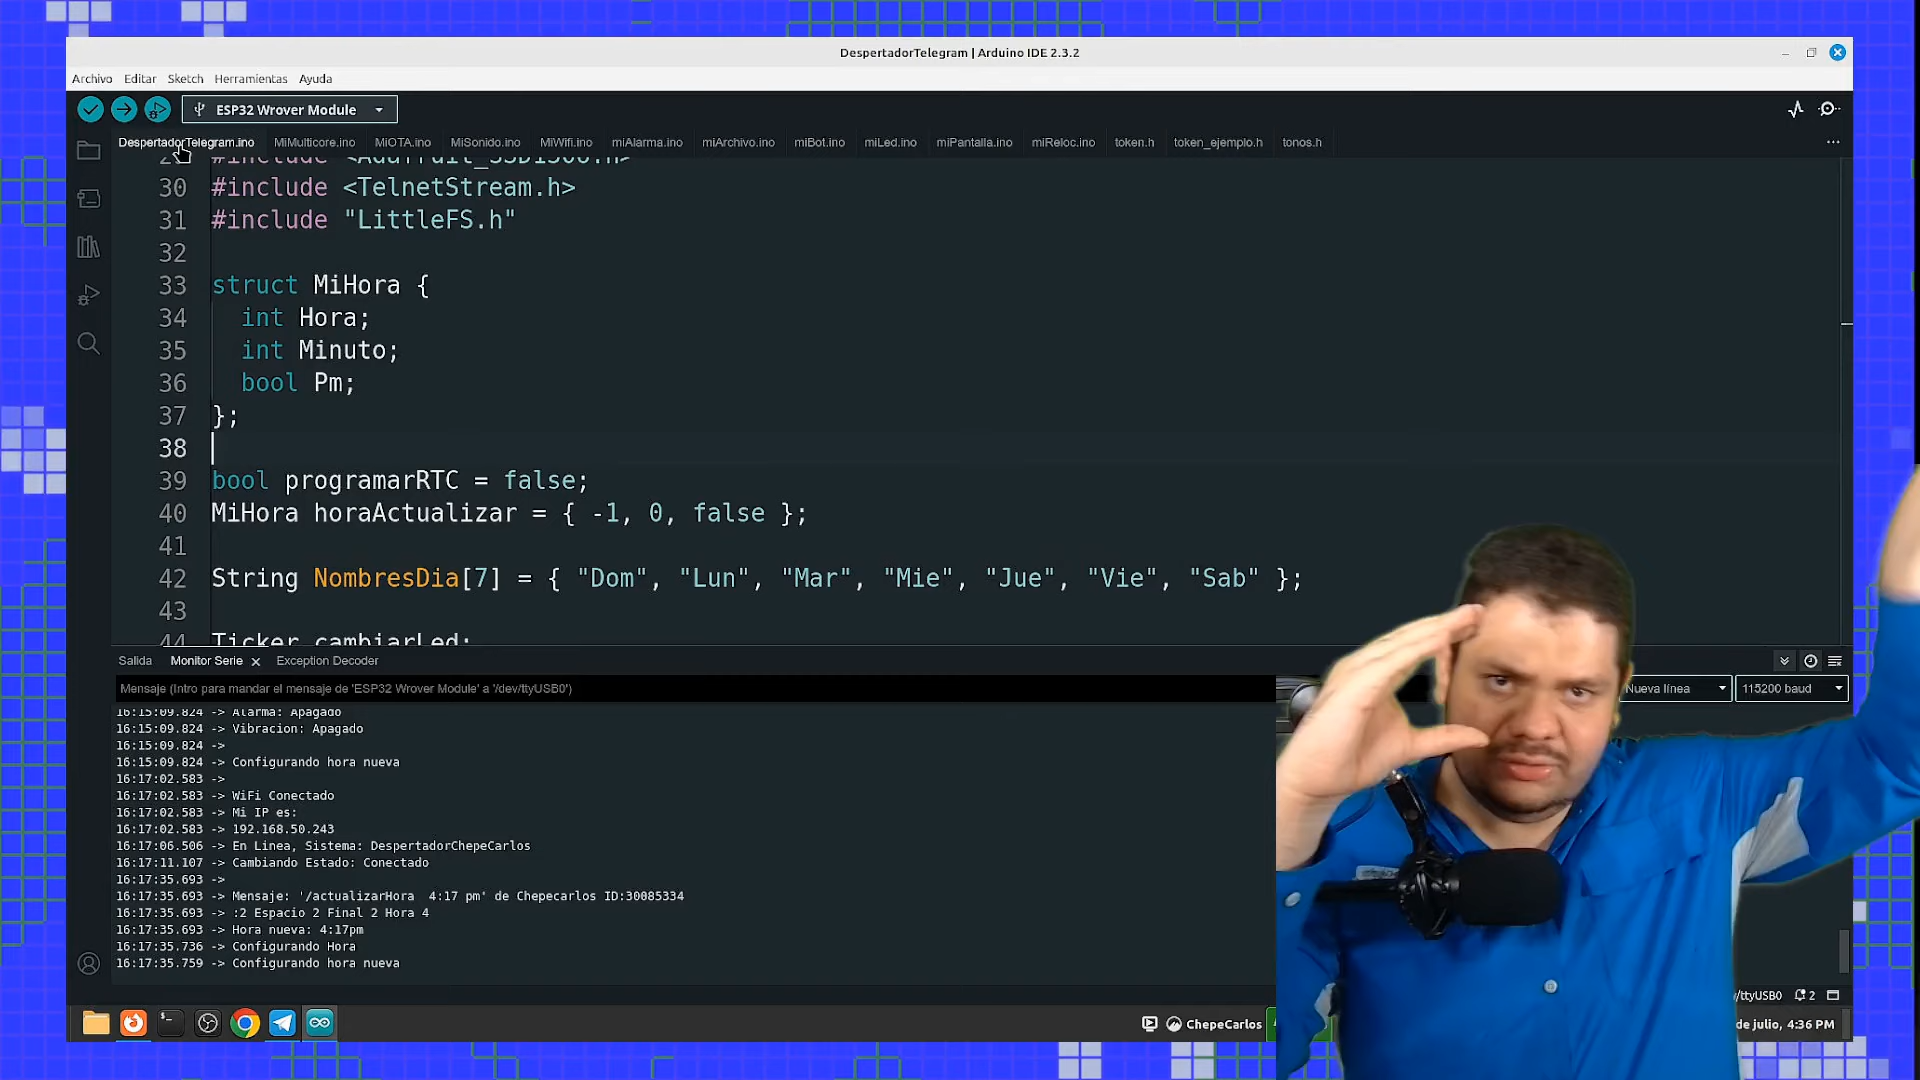 DespertadorTelegram | Arduino IDE 2.3.2
Archivo Editar Sketch Herramientas Ayuda
ESP32 Wrover Module
DespertadorTelegram.ino MiMulticore.ino MiOTA.ino MiSonido.ino MiWifi.ino miAlarma.ino miArchivo.ino miBot.ino miLed.ino miPantalla.ino miReloc.ino token.h token_ejemplo.h tonos.h
29 #include <Adafruit_SSD1306.h>
30 #include <TelnetStream.h>
31 #include "LittleFS.h"
32
33 struct MiHora {
34 int Hora;
35 int Minuto;
36 bool Pm;
37 };
38
39 bool programarRTC = false;
40 MiHora horaActualizar = { -1, 0, false };
41
42 String NombresDia[7] = { "Dom", "Lun", "Mar", "Mie", "Jue", "Vie", "Sab" };
43
44 Ticker cambiarLed;
Salida Monitor Serie Exception Decoder
Mensaje (Intro para mandar el mensaje de 'ESP32 Wrover Module' a '/dev/ttyUSB0')
Nueva línea 115200 baud
16:15:09.824 -> Alarma: Apagado
16:15:09.824 -> Vibracion: Apagado
16:15:09.824 ->
16:15:09.824 -> Configurando hora nueva
16:17:02.583 ->
16:17:02.583 -> WiFi Conectado
16:17:02.583 -> Mi IP es:
16:17:02.583 -> 192.168.50.243
16:17:06.506 -> En Linea, Sistema: DespertadorChepeCarlos
16:17:11.107 -> Cambiando Estado: Conectado
16:17:35.693 ->
16:17:35.693 -> Mensaje: '/actualizarHora  4:17 pm' de Chepecarlos ID:30085334
16:17:35.693 -> :2 Espacio 2 Final 2 Hora 4
16:17:35.693 -> Hora nueva: 4:17pm
16:17:35.736 -> Configurando Hora
16:17:35.759 -> Configurando hora nueva
/ttyUSB0 2
ChepeCarlos
de julio, 4:36 PM